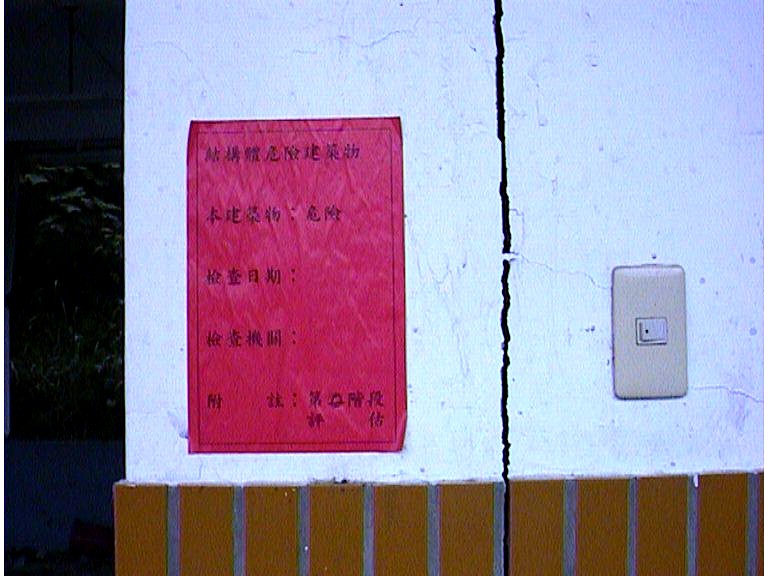 結構體危險建築物
本建築物：危險
檢查日期：
檢查機關：
附 註：第二階段
評 估